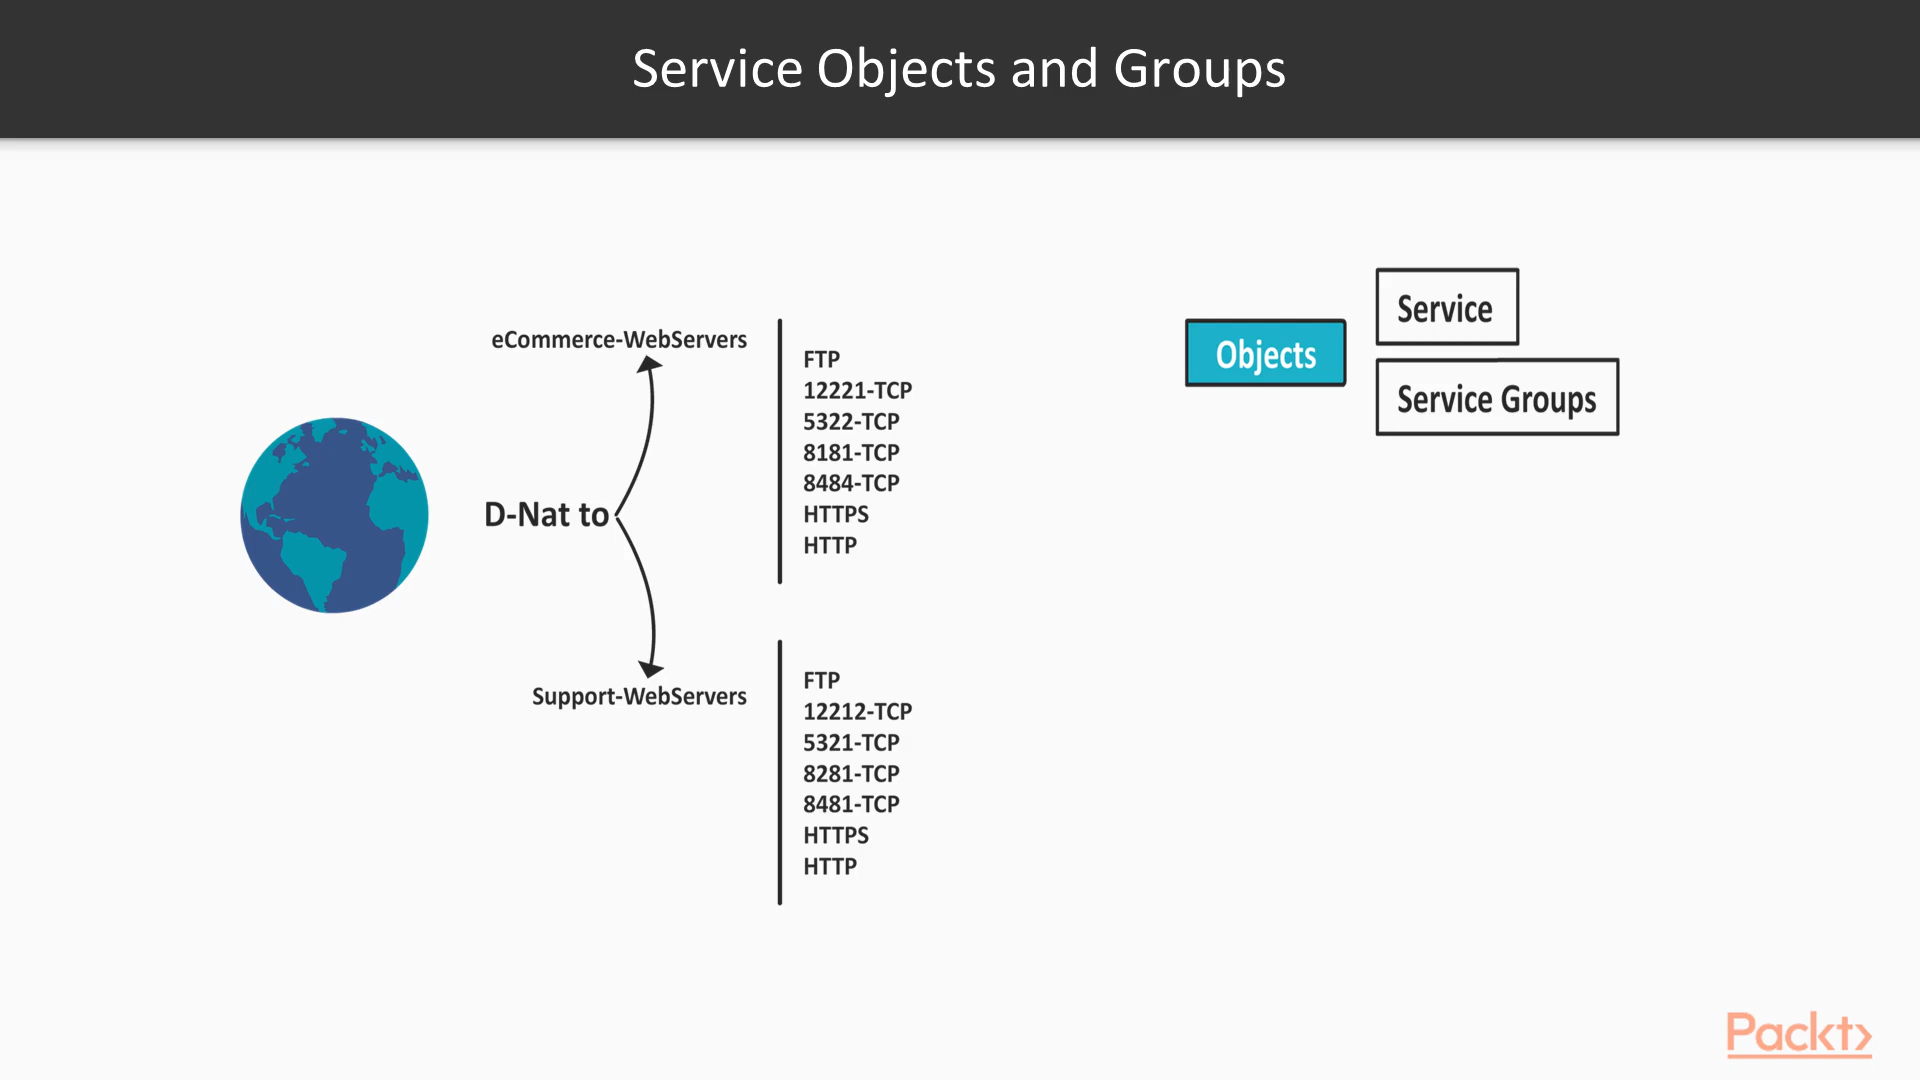 Service Objects and Groups
eCommerce-WebServers
FTP
12221-TCP
5322-TCP
8181-TCP
8484-TCP
HTTPS
HTTP
D-Nat to
Support-WebServers
FTP
12212-TCP
5321-TCP
8281-TCP
8481-TCP
HTTPS
HTTP
Objects
Service
Service Groups
Packt>